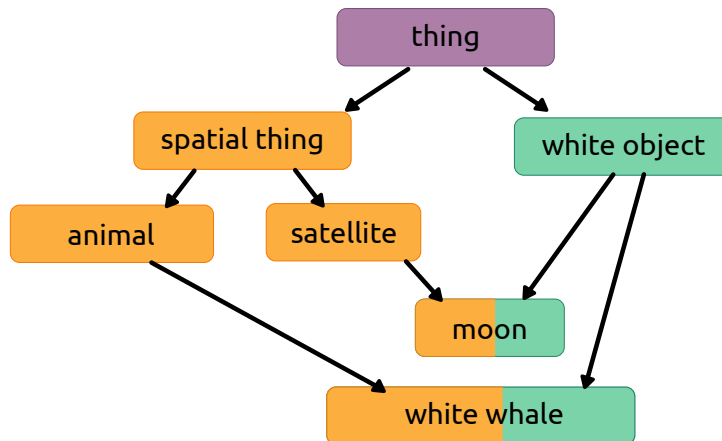 thing
spatial thing
white object
animal
satellite
moon
white whale